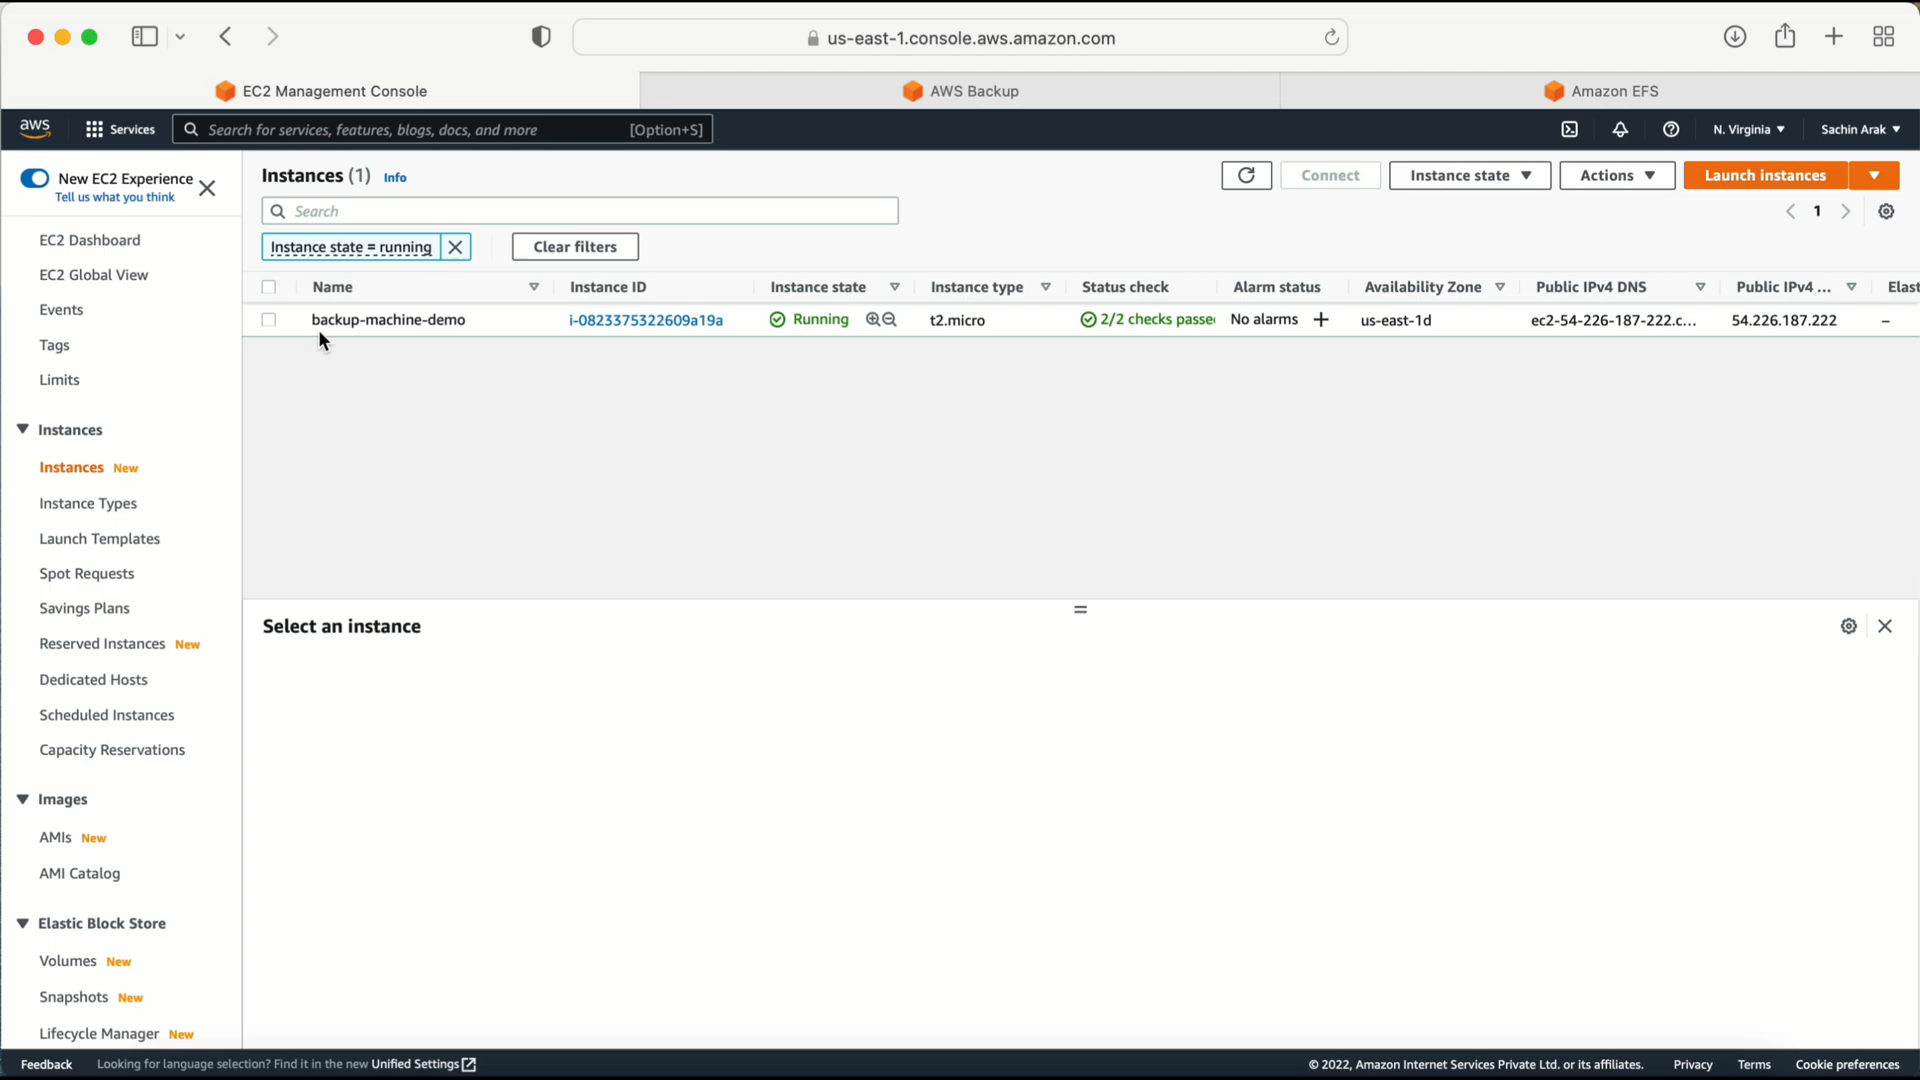 us-east-1.console.aws.amazon.com
EC2 Management Console
AWS Backup
Amazon EFS
aws
Services
Search for services, features, blogs, docs, and more
[Option+S]
N. Virginia
Sachin Arak
New EC2 Experience
Tell us what you think
EC2 Dashboard
EC2 Global View
Events
Tags
Limits
Instances
Instances New
Instance Types
Launch Templates
Spot Requests
Savings Plans
Reserved Instances New
Dedicated Hosts
Scheduled Instances
Capacity Reservations
Images
AMIs New
AMI Catalog
Elastic Block Store
Volumes New
Snapshots New
Lifecycle Manager New
Instances (1) Info
Connect
Instance state
Actions
Launch instances
Search
1
Instance state = running
Clear filters
Name Instance ID Instance state Instance type Status check Alarm status Availability Zone Public IPv4 DNS Public IPv4 ... Elast
backup-machine-demo i-0823375322609a19a Running t2.micro 2/2 checks passe No alarms + us-east-1d ec2-54-226-187-222.c... 54.226.187.222 –
Select an instance
Feedback
Looking for language selection? Find it in the new Unified Settings
© 2022, Amazon Internet Services Private Ltd. or its affiliates.
Privacy
Terms
Cookie preferences